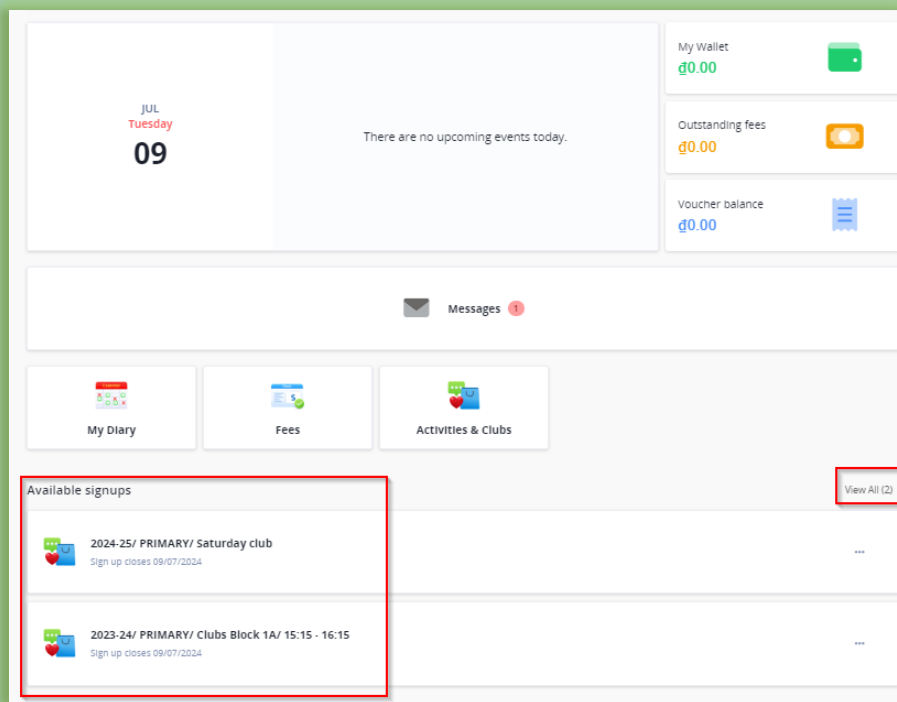 JUL
Tuesday
09
There are no upcoming events today.
My Wallet
₫0.00
Outstanding fees
₫0.00
Voucher balance
₫0.00
Messages 1
My Diary
Fees
Activities & Clubs
Available signups
View All (2)
2024-25/ PRIMARY/ Saturday club
Sign up closes 09/07/2024
2023-24/ PRIMARY/ Clubs Block 1A/ 15:15 - 16:15
Sign up closes 09/07/2024